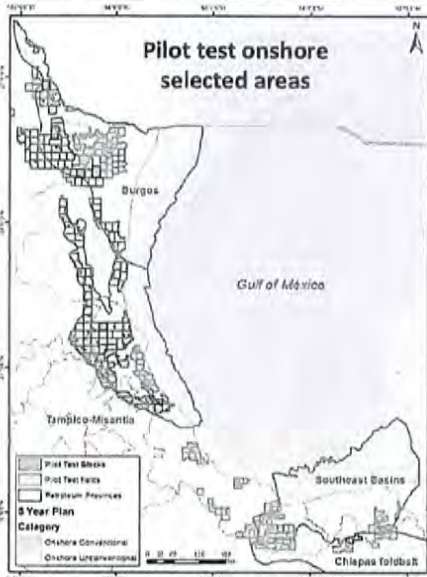 Pilot test onshore
selected areas
N
Burgos
Gulf of México
Tampico-Misantla
Southeast Basins
Pilot Test Blocks
Pilot Test Fields
Petroleum Provinces
5 Year Plan
Category
Onshore Conventional
Onshore Unconventional
Chiapas foldbelt